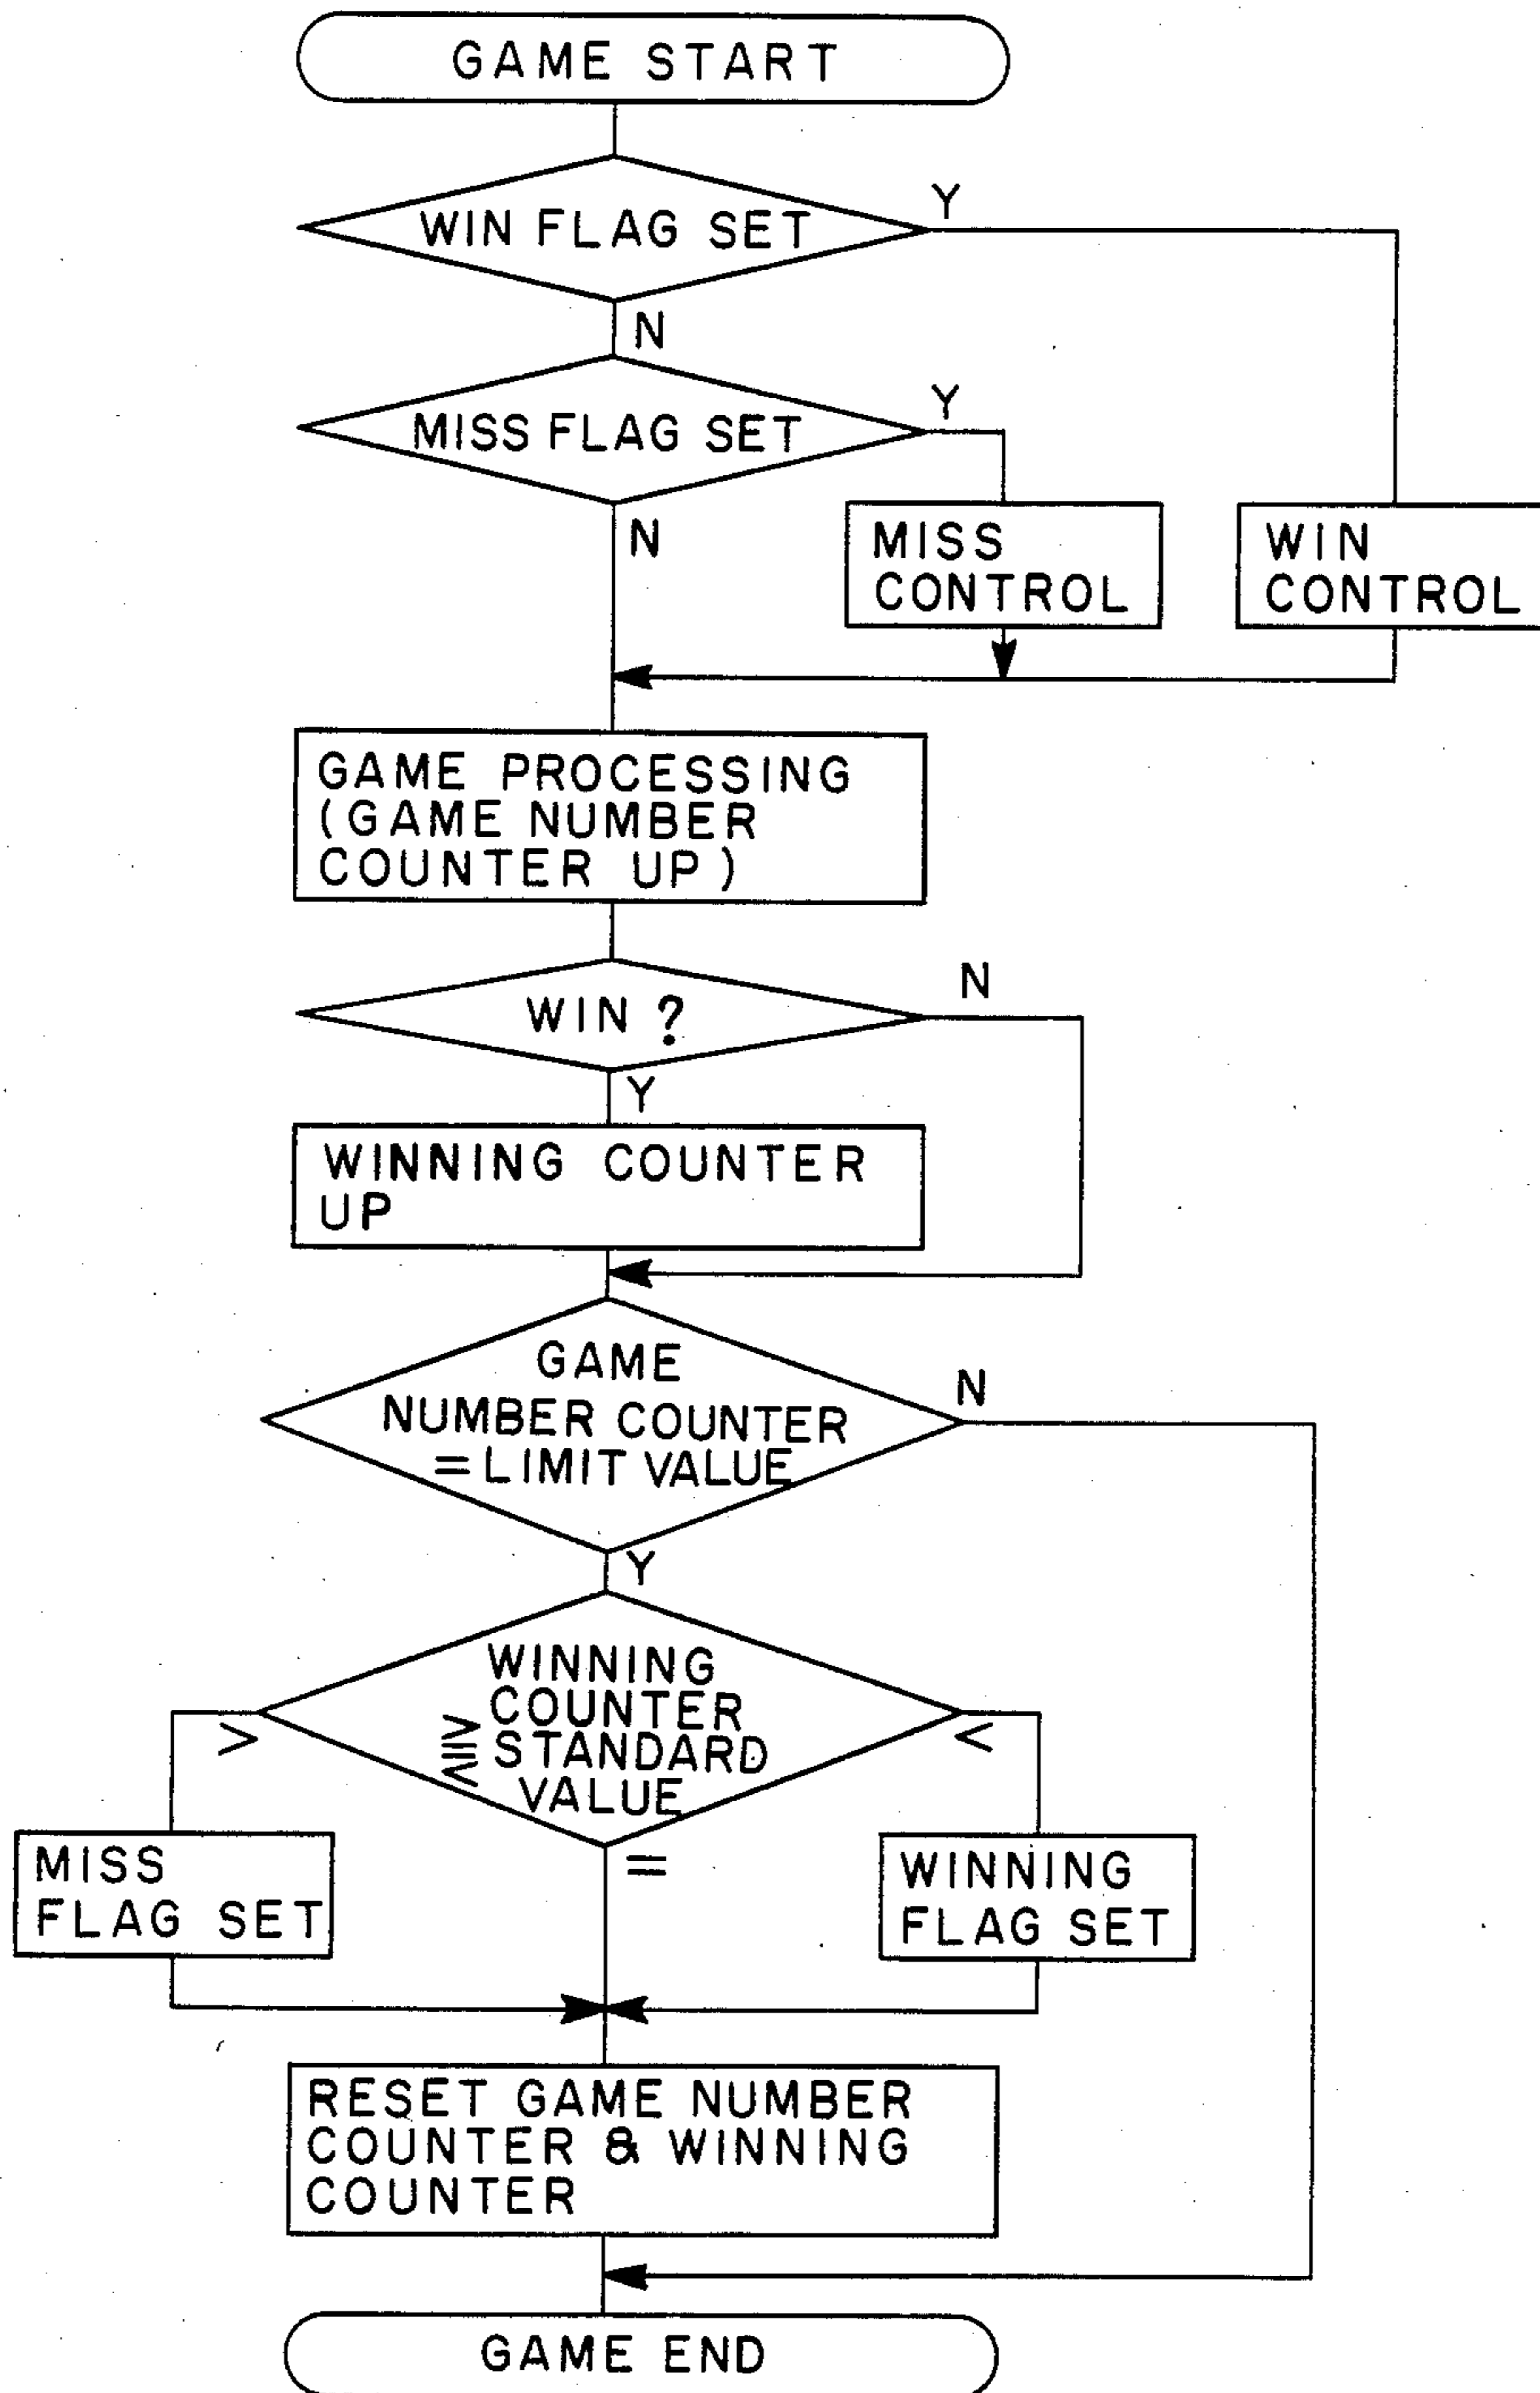 GAME START
WIN FLAG SET
Y
N
MISS FLAG SET
Y
N
MISS
CONTROL
WIN
CONTROL
GAME PROCESSING
(GAME NUMBER
COUNTER UP)
WIN ?
N
Y
WINNING COUNTER
UP
GAME
NUMBER COUNTER
= LIMIT VALUE
N
Y
WINNING
COUNTER
> = < STANDARD
VALUE
>
<
=
MISS
FLAG SET
WINNING
FLAG SET
RESET GAME NUMBER
COUNTER & WINNING
COUNTER
GAME END